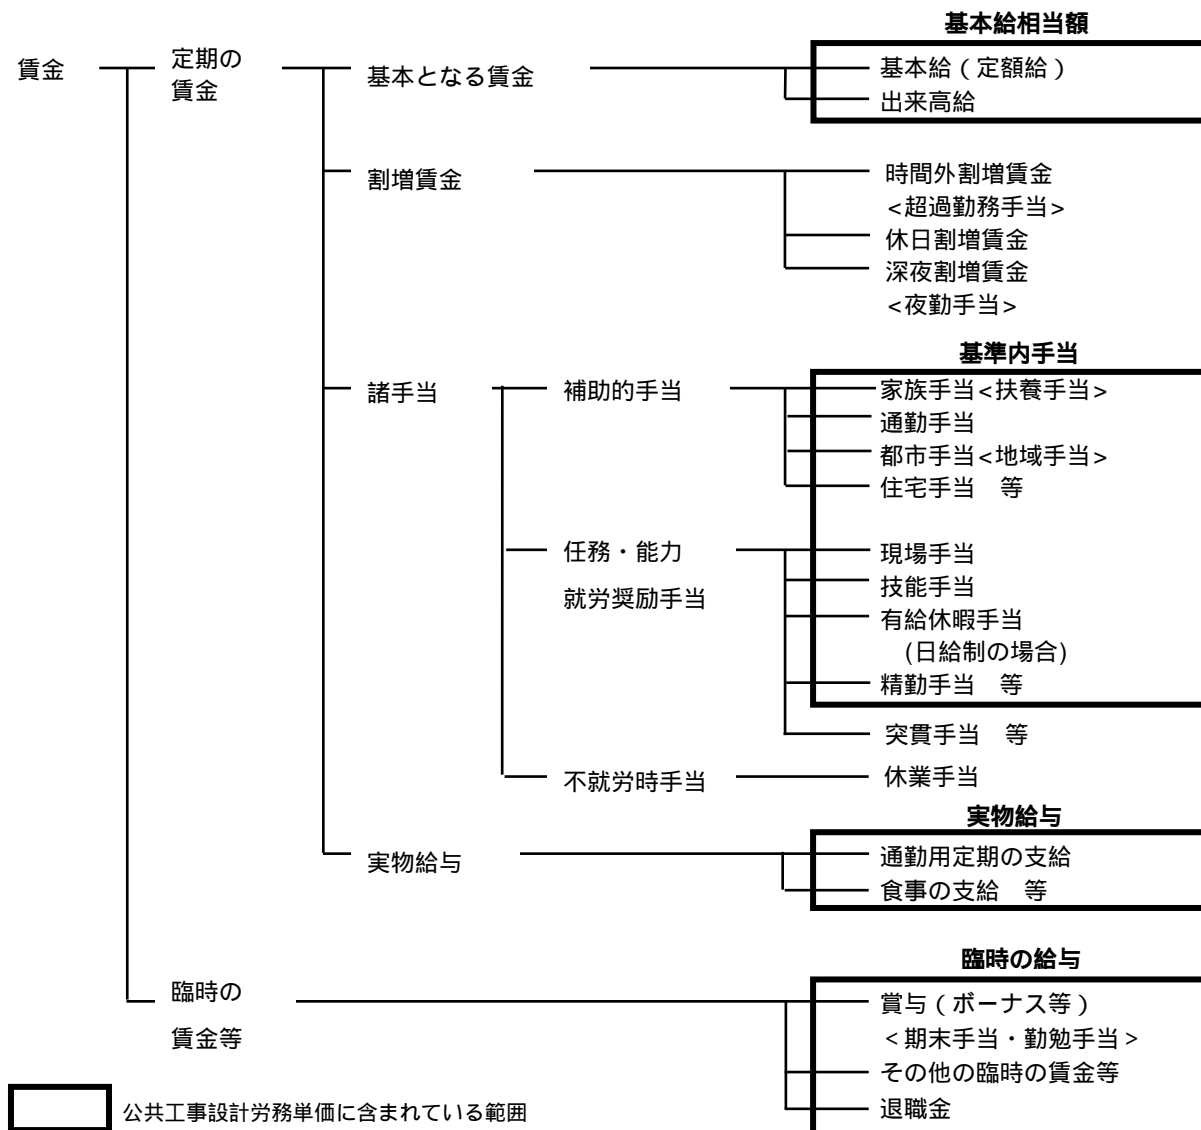 基本給相当額
賃金
定期の
賃金
基本となる賃金
基本給（定額給）
出来高給
割増賃金
時間外割増賃金
<超過勤務手当>
休日割増賃金
深夜割増賃金
<夜勤手当>
基準内手当
諸手当
補助的手当
家族手当<扶養手当>
通勤手当
都市手当<地域手当>
住宅手当　等
任務・能力
就労奨励手当
現場手当
技能手当
有給休暇手当
(日給制の場合)
精勤手当　等
突貫手当　等
不就労時手当
休業手当
実物給与
実物給与
通勤用定期の支給
食事の支給　等
臨時の給与
臨時の
賃金等
賞与（ボーナス等）
<期末手当・勤勉手当>
その他の臨時の賃金等
退職金
公共工事設計労務単価に含まれている範囲